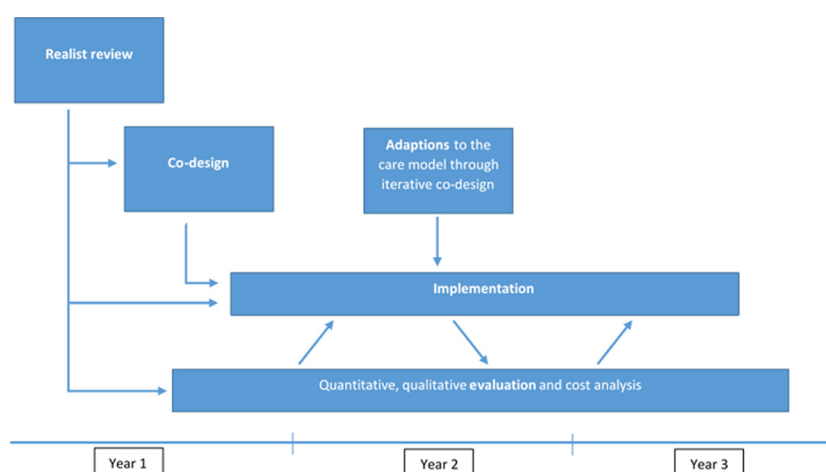 Realist review
Co-design
Adaptions to the
care model through
iterative co-design
Implementation
Quantitative, qualitative evaluation and cost analysis
Year 1
Year 2
Year 3